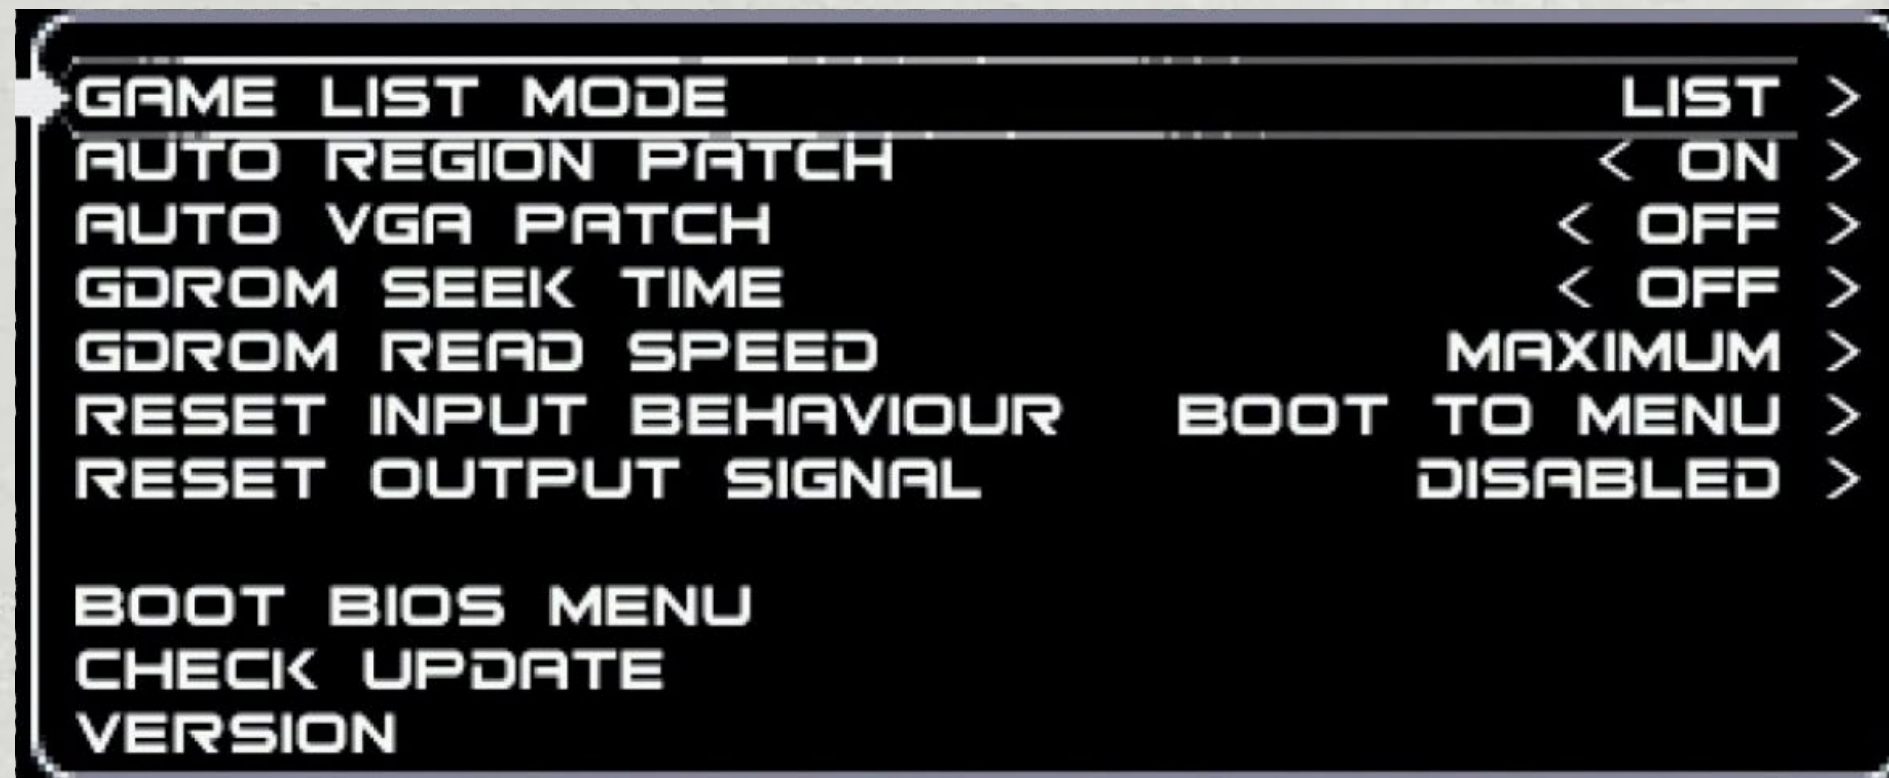 GAME LIST MODE LIST >
AUTO REGION PATCH < ON >
AUTO VGA PATCH < OFF >
GDROM SEEK TIME < OFF >
GDROM READ SPEED MAXIMUM >
RESET INPUT BEHAVIOUR BOOT TO MENU >
RESET OUTPUT SIGNAL DISABLED >
BOOT BIOS MENU
CHECK UPDATE
VERSION